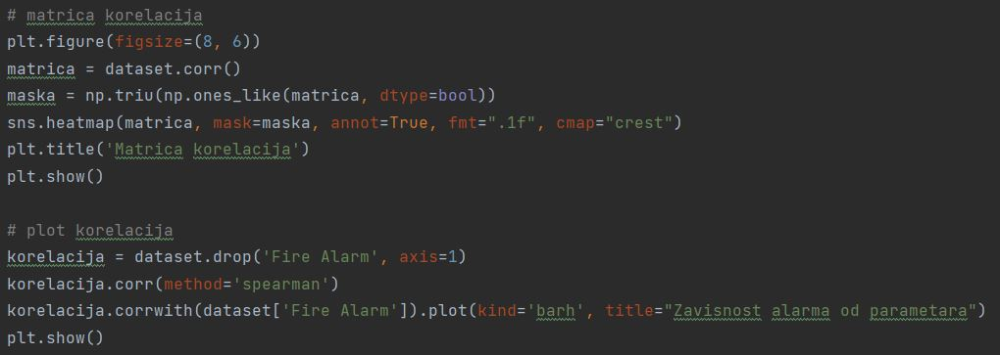 # matrica korelacija
plt.figure(figsize=(8, 6))
matrica = dataset.corr()
maska = np.triu(np.ones_like(matrica, dtype=bool))
sns.heatmap(matrica, mask=maska, annot=True, fmt=".1f", cmap="crest")
plt.title('Matrica korelacija')
plt.show()

# plot korelacija
korelacija = dataset.drop('Fire Alarm', axis=1)
korelacija.corr(method='spearman')
korelacija.corrwith(dataset['Fire Alarm']).plot(kind='barh', title="Zavisnost alarma od parametara")
plt.show()